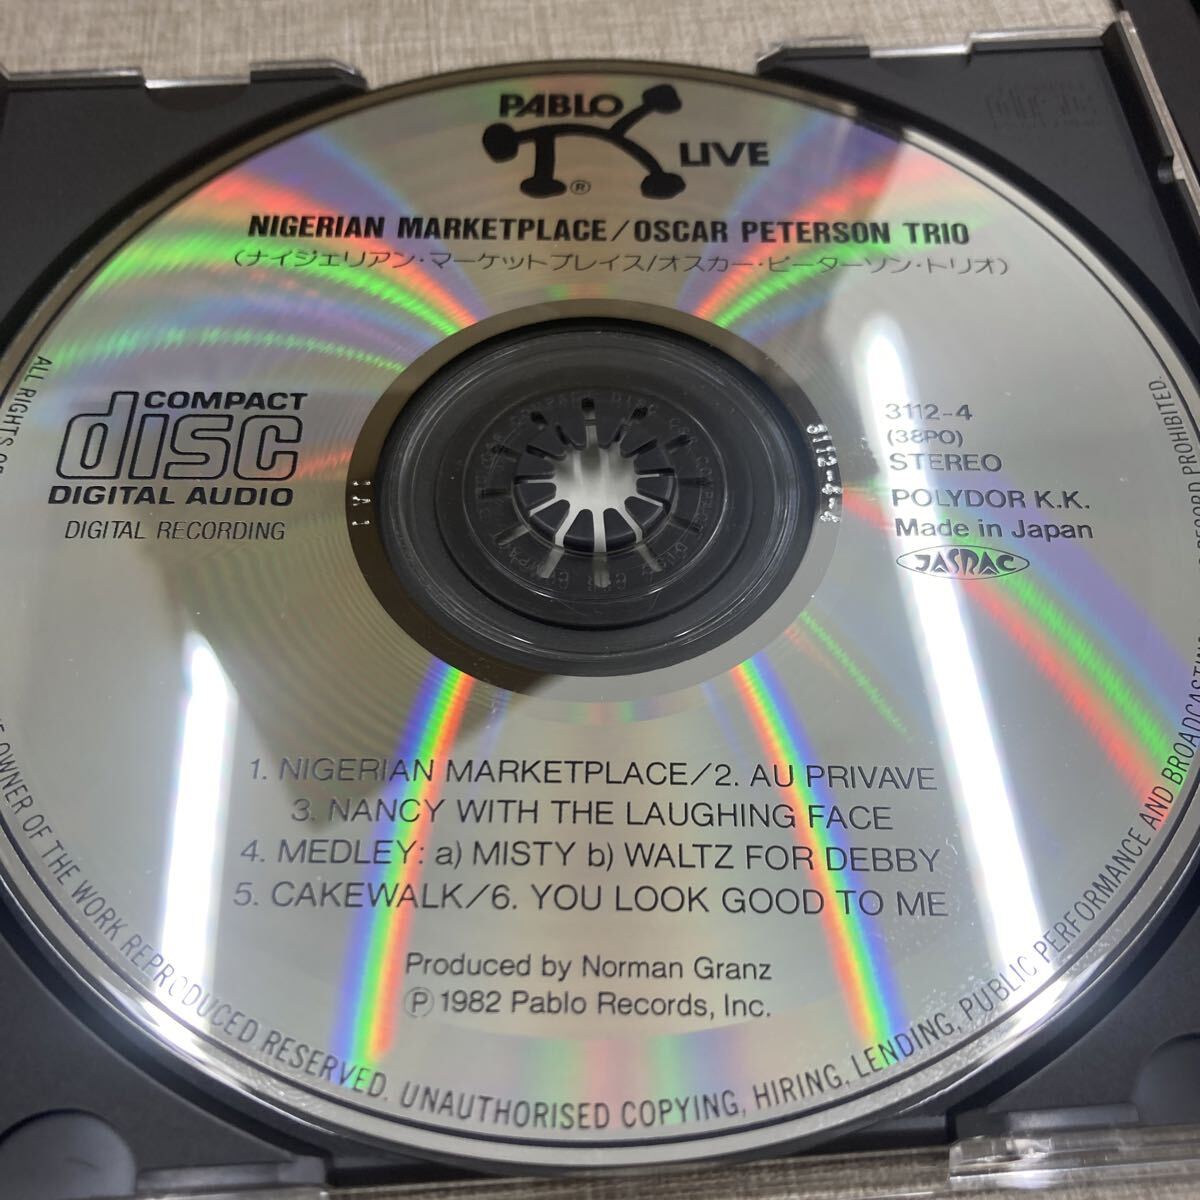 PABLO
LIVE
®
NIGERIAN MARKETPLACE/OSCAR PETERSON TRIO
(ナイジェリアン・マーケットプレイス/オスカー・ピーターソン・トリオ)
COMPACT
disc
DIGITAL AUDIO
DIGITAL RECORDING
3112-4
(38PO)
STEREO
POLYDOR K.K.
Made in Japan
JASRAC
3112-4-4
1. NIGERIAN MARKETPLACE/2. AU PRIVAVE
3. NANCY WITH THE LAUGHING FACE
4. MEDLEY: a) MISTY b) WALTZ FOR DEBBY
5. CAKEWALK/6. YOU LOOK GOOD TO ME
Produced by Norman Granz
Ⓟ 1982 Pablo Records, Inc.
ALL RIGHTS OWNER OF THE WORK REPRODUCED RESERVED. UNAUTHORISED COPYING, HIRING, LENDING, PUBLIC PERFORMANCE AND BROADCASTING PROHIBITED.